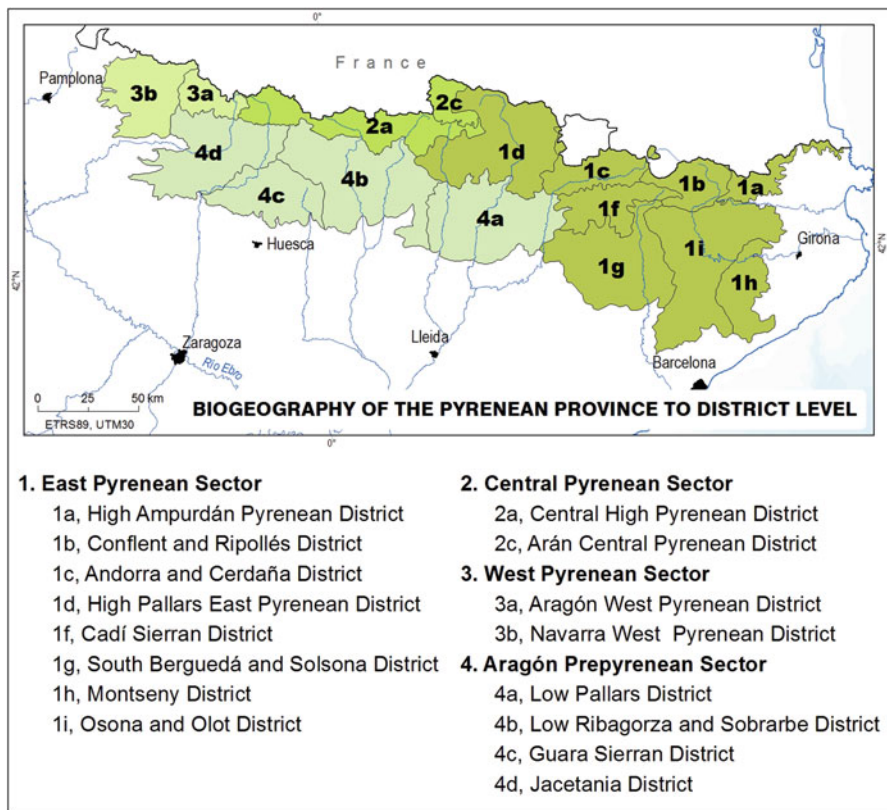 0°
France
Pamplona
3b
3a
2c
2a
1d
4d
4b
1c
1b
1a
4c
4a
1f
Huesca
1i
Girona
42°N
1g
42°N
1h
Zaragoza
Lleida
Río Ebro
Barcelona
0 25 50 km
ETRS89, UTM30
BIOGEOGRAPHY OF THE PYRENEAN PROVINCE TO DISTRICT LEVEL
0°
1. East Pyrenean Sector
1a, High Ampurdán Pyrenean District
1b, Conflent and Ripollés District
1c, Andorra and Cerdaña District
1d, High Pallars East Pyrenean District
1f, Cadí Sierran District
1g, South Berguedá and Solsona District
1h, Montseny District
1i, Osona and Olot District
2. Central Pyrenean Sector
2a, Central High Pyrenean District
2c, Arán Central Pyrenean District
3. West Pyrenean Sector
3a, Aragón West Pyrenean District
3b, Navarra West Pyrenean District
4. Aragón Prepyrenean Sector
4a, Low Pallars District
4b, Low Ribagorza and Sobrarbe District
4c, Guara Sierran District
4d, Jacetania District